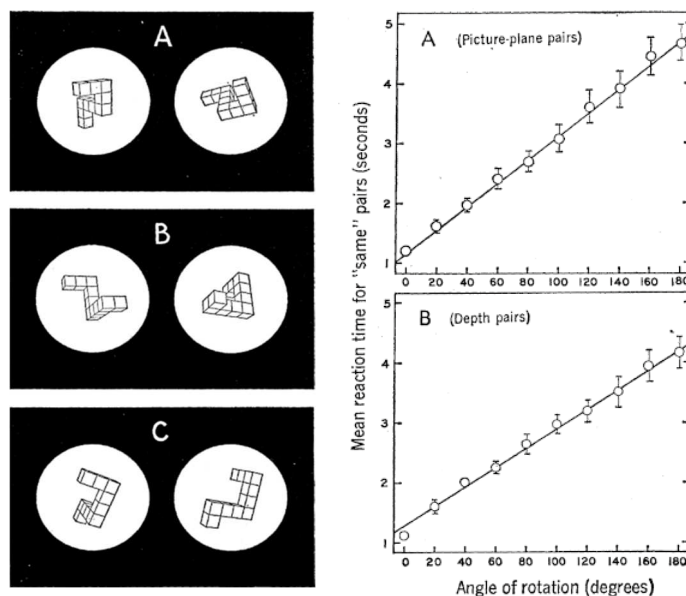 A
B
C
Mean reaction time for "same" pairs (seconds)
A (Picture-plane pairs)
5
4
3
2
1
0 20 40 60 80 100 120 140 160 180
B (Depth pairs)
5
4
3
2
1
0 20 40 60 80 100 120 140 160 180
Angle of rotation (degrees)